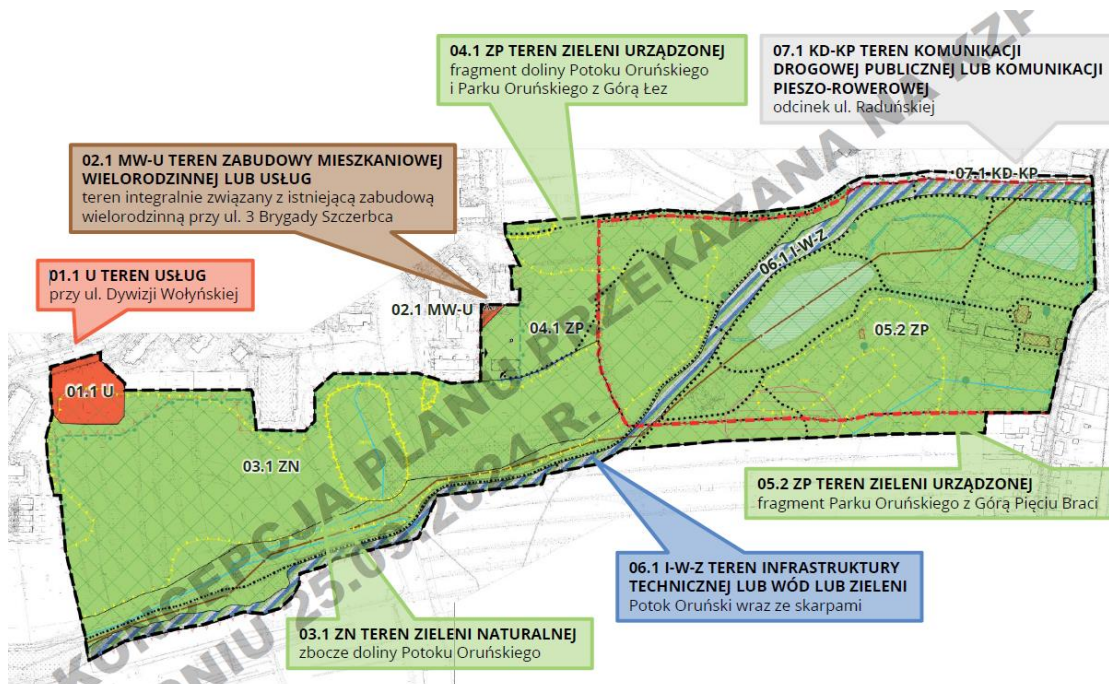 04.1 ZP TEREN ZIELENI URZĄDZONEJ
fragment doliny Potoku Oruńskiego
i Parku Oruńskiego z Górą Łez
07.1 KD-KP TEREN KOMUNIKACJI
DROGOWEJ PUBLICZNEJ LUB KOMUNIKACJI
PIESZO-ROWEROWEJ
odcinek ul. Raduńskiej
02.1 MW-U TEREN ZABUDOWY MIESZKANIOWEJ
WIELORODZINNEJ LUB USŁUG
teren integralnie związany z istniejącą zabudową
wielorodzinną przy ul. 3 Brygady Szczerbca
01.1 U TEREN USŁUG
przy ul. Dywizji Wołyńskiej
07.1 KD-KP
06.1 I-W-Z
02.1 MW-U
04.1 ZP
05.2 ZP
01.1 U
03.1 ZN
05.2 ZP TEREN ZIELENI URZĄDZONEJ
fragment Parku Oruńskiego z Górą Pięciu Braci
06.1 I-W-Z TEREN INFRASTRUKTURY
TECHNICZNEJ LUB WÓD LUB ZIELENI
Potok Oruński wraz ze skarpami
03.1 ZN TEREN ZIELENI NATURALNEJ
zbocze doliny Potoku Oruńskiego
KONCEPCJA PLANU PRZEKAZANA NA KZP
DNIU 25.09.2024 R.